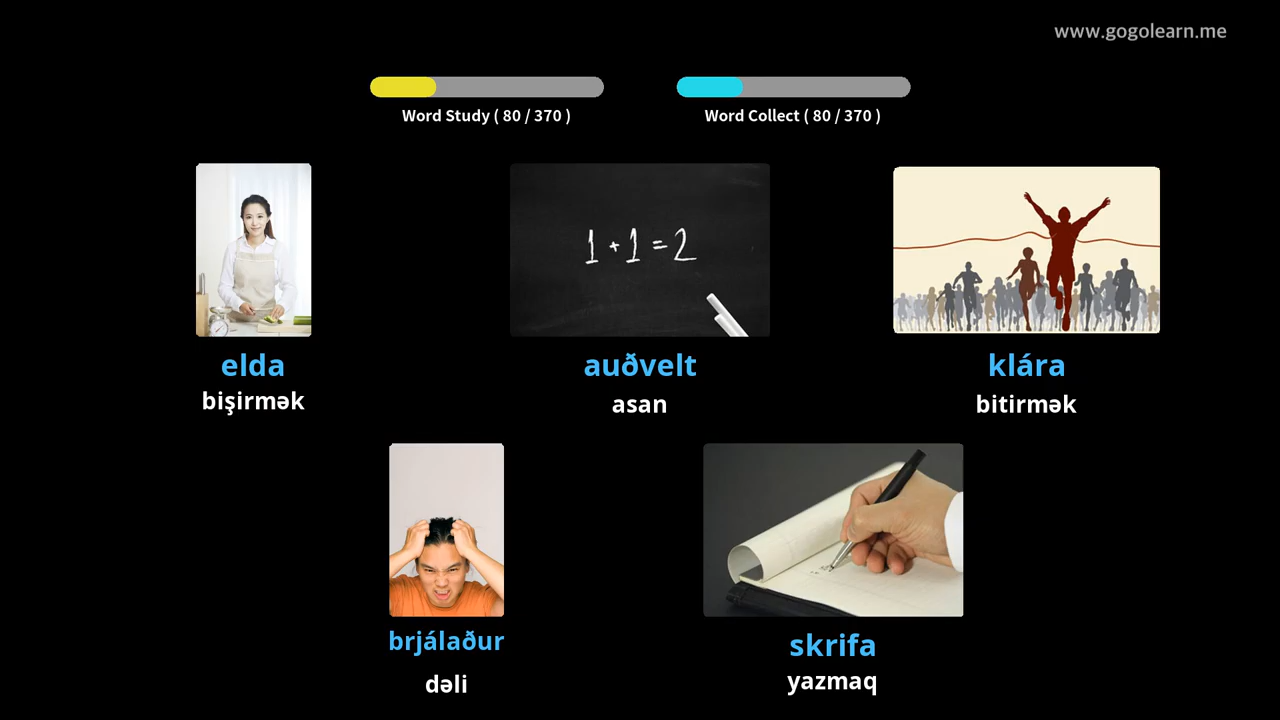 www.gogolearn.me
Word Study ( 80 / 370 )
Word Collect ( 80 / 370 )
1 + 1 = 2
elda
bişirmək
auðvelt
asan
klára
bitirmək
brjálaður
dəli
skrifa
yazmaq